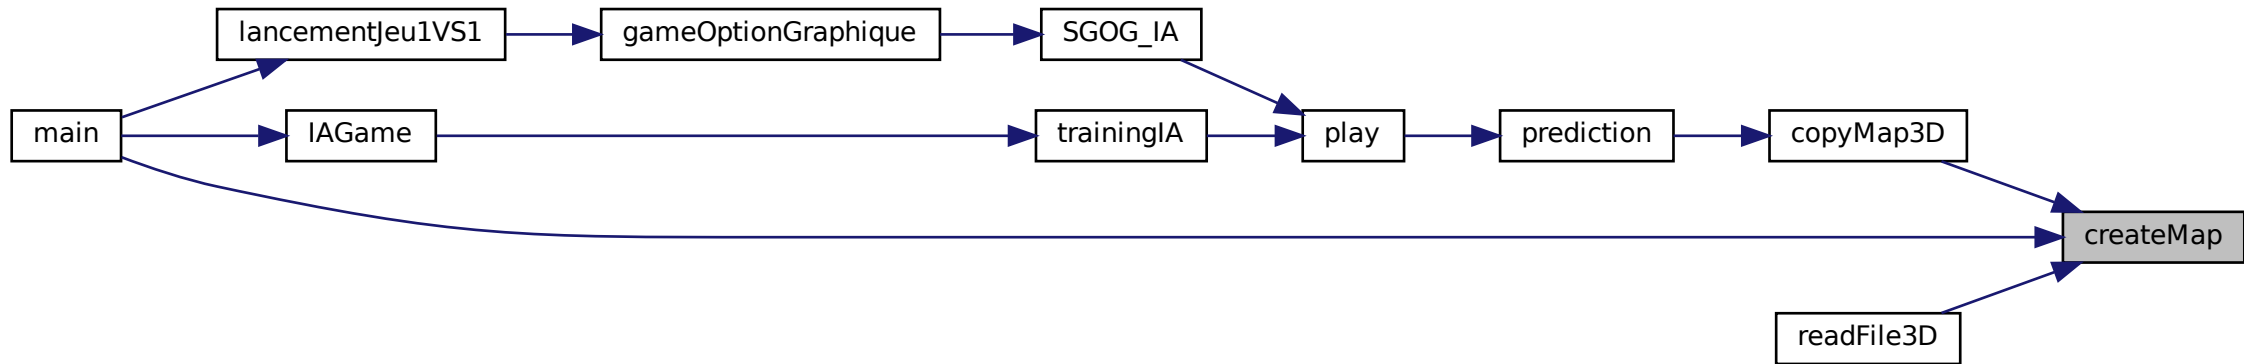 lancementJeu1VS1
gameOptionGraphique
SGOG_IA
main
IAGame
trainingIA
play
prediction
copyMap3D
createMap
readFile3D